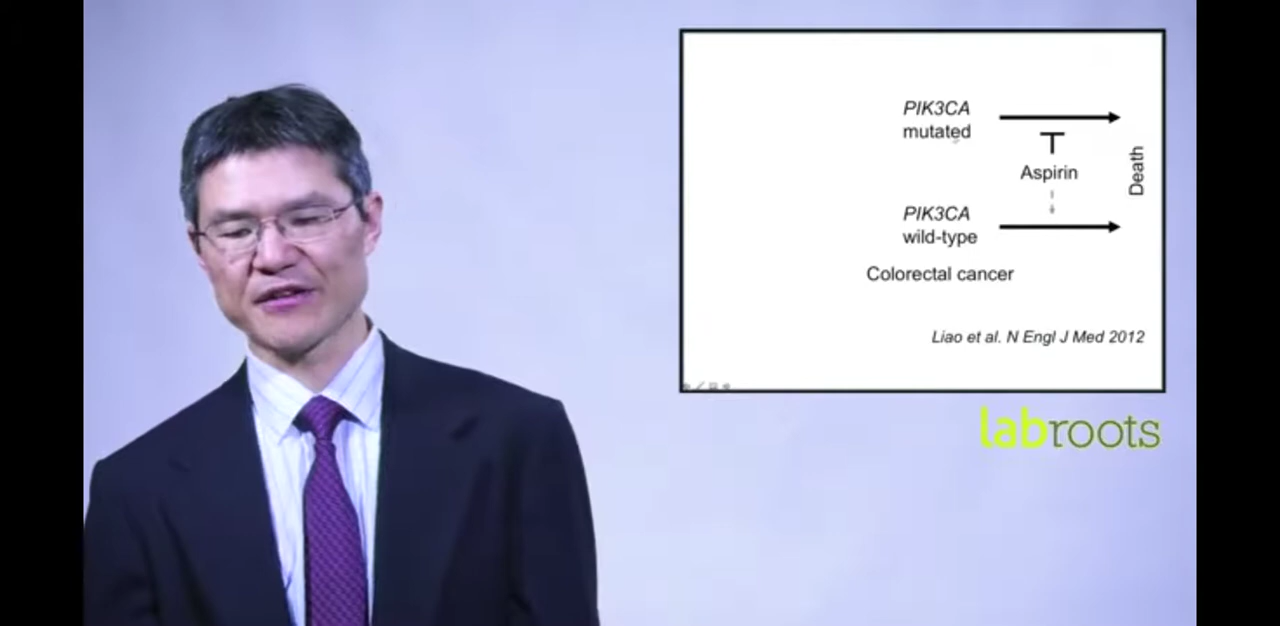 PIK3CA
mutated
Aspirin
Death
PIK3CA
wild-type
Colorectal cancer
Liao et al. N Engl J Med 2012
labroots